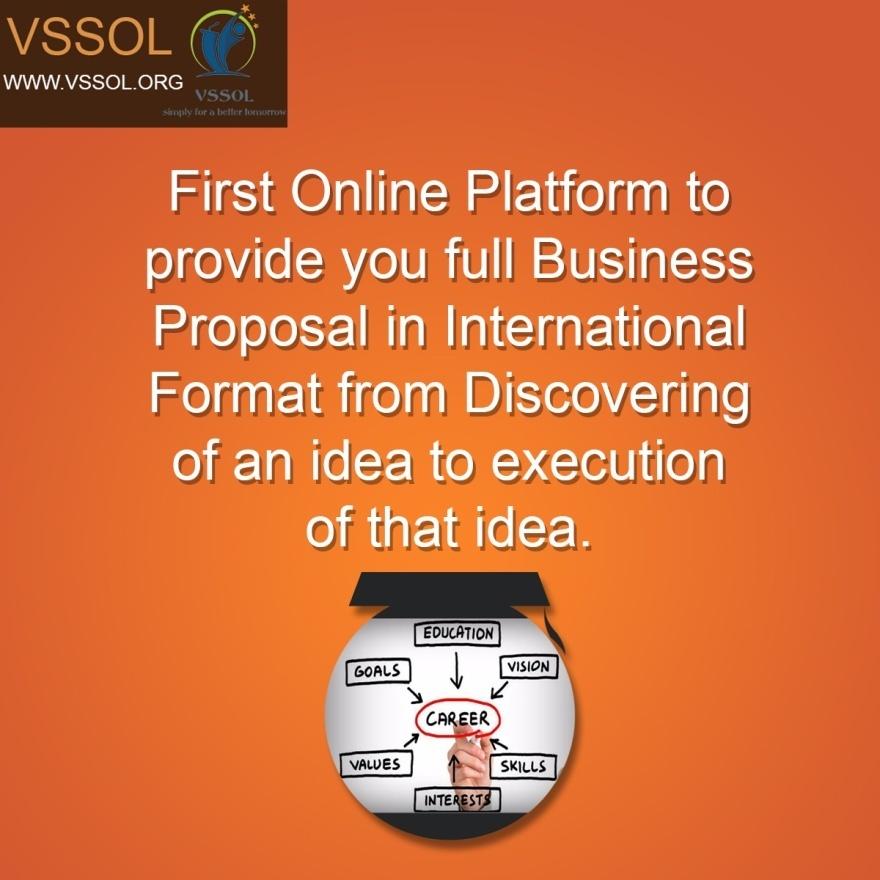 VSSOL
WWW.VSSOL.ORG
VSSOL
simply for a better tomorrow
First Online Platform to
provide you full Business
Proposal in International
Format from Discovering
of an idea to execution
of that idea.
EDUCATION
GOALS
VISION
CAREER
VALUES
SKILLS
INTERESTS